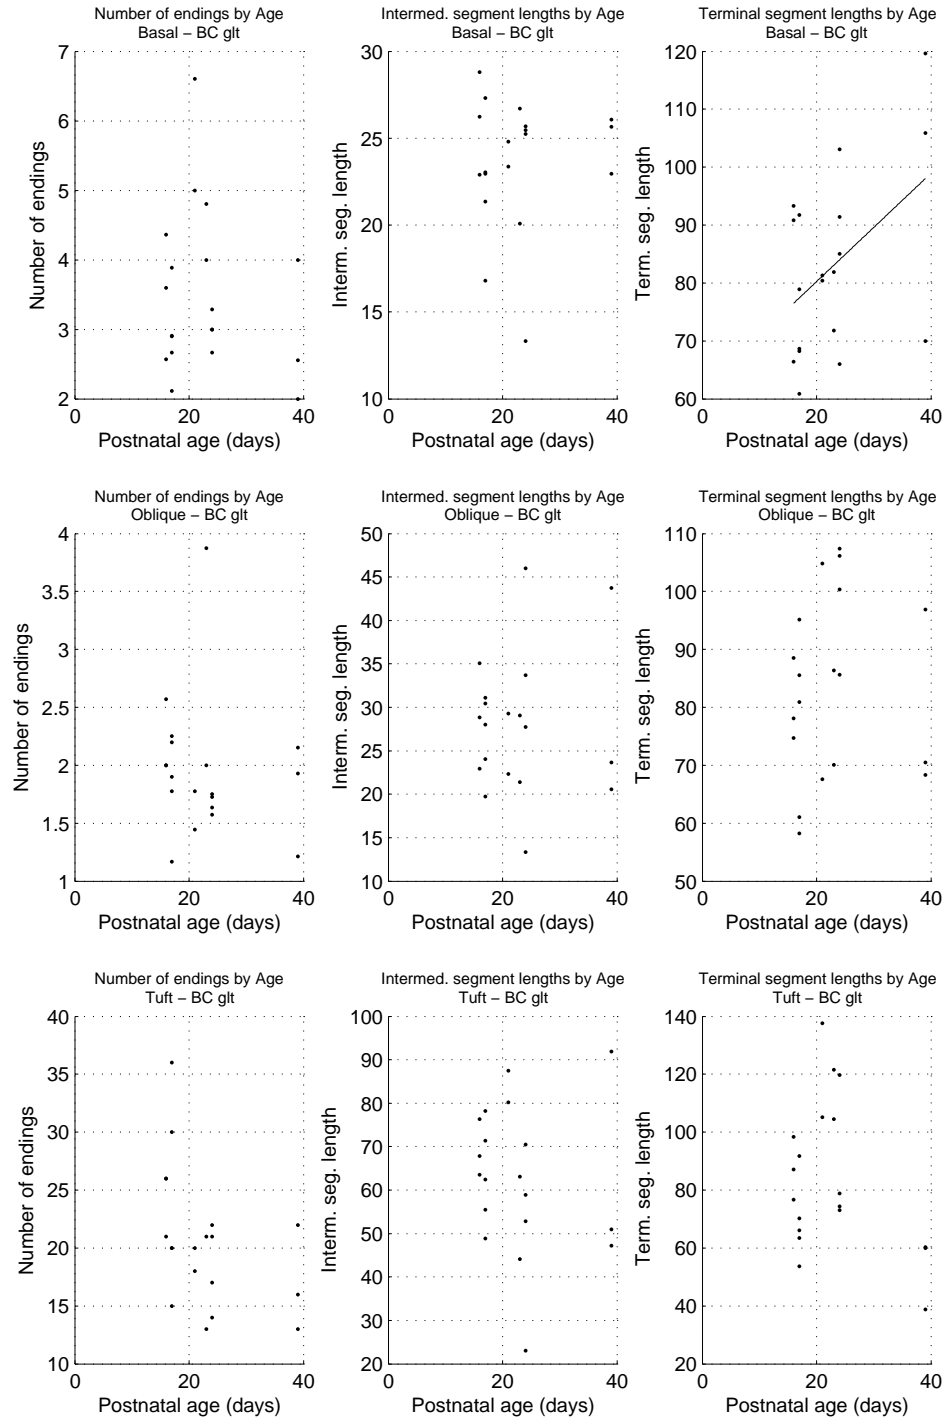 Number of endings by Age
Basal − BC glt
7
6
5
4
3
2
0
20
40
Number of endings
Postnatal age (days)
Intermed. segment lengths by Age
Basal − BC glt
30
25
20
15
10
0
20
40
Interm. seg. length
Postnatal age (days)
Terminal segment lengths by Age
Basal − BC glt
120
110
100
90
80
70
60
0
20
40
Term. seg. length
Postnatal age (days)
Number of endings by Age
Oblique − BC glt
4
3.5
3
2.5
2
1.5
1
0
20
40
Number of endings
Postnatal age (days)
Intermed. segment lengths by Age
Oblique − BC glt
50
45
40
35
30
25
20
15
10
0
20
40
Interm. seg. length
Postnatal age (days)
Terminal segment lengths by Age
Oblique − BC glt
110
100
90
80
70
60
50
0
20
40
Term. seg. length
Postnatal age (days)
Number of endings by Age
Tuft − BC glt
40
35
30
25
20
15
10
0
20
40
Number of endings
Postnatal age (days)
Intermed. segment lengths by Age
Tuft − BC glt
100
90
80
70
60
50
40
30
20
0
20
40
Interm. seg. length
Postnatal age (days)
Terminal segment lengths by Age
Tuft − BC glt
140
120
100
80
60
40
20
0
20
40
Term. seg. length
Postnatal age (days)